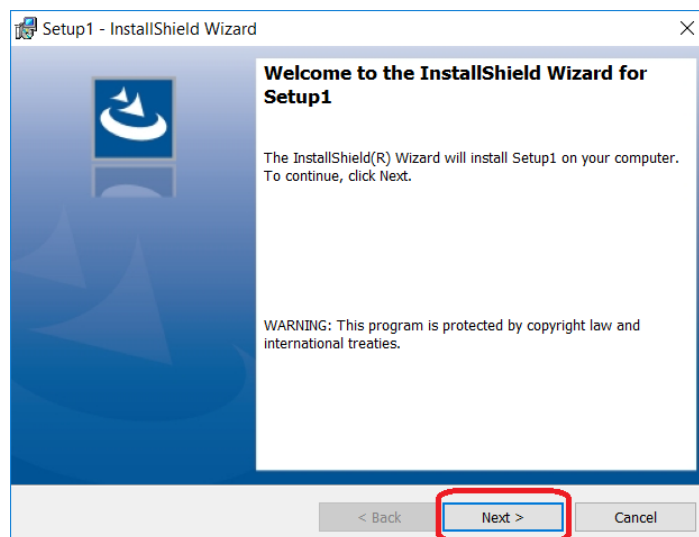 Setup1 - InstallShield Wizard
Welcome to the InstallShield Wizard for
Setup1
The InstallShield(R) Wizard will install Setup1 on your computer.
To continue, click Next.
WARNING: This program is protected by copyright law and
international treaties.
< Back
Next >
Cancel